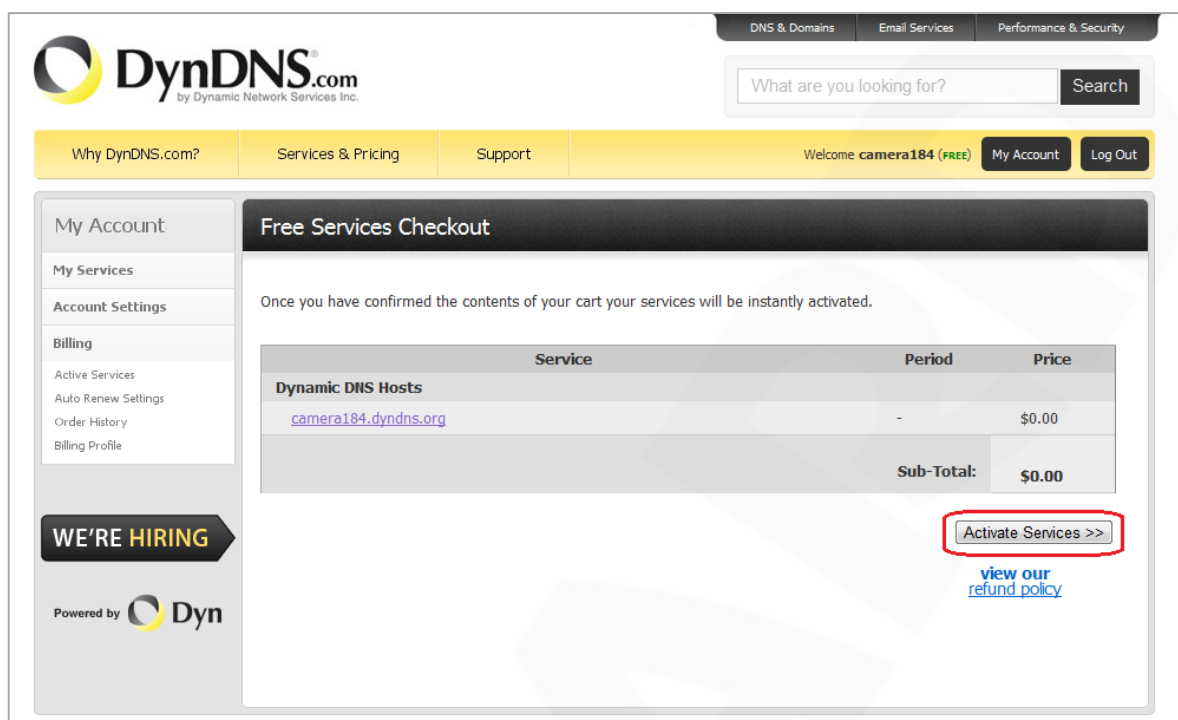 DNS & Domains Email Services Performance & Security
DynDNS.com
by Dynamic Network Services Inc.
What are you looking for? Search
Why DynDNS.com? Services & Pricing Support Welcome camera184 (FREE) My Account Log Out
My Account
My Services
Account Settings
Billing
Active Services
Auto Renew Settings
Order History
Billing Profile
WE'RE HIRING
Powered by Dyn
Free Services Checkout
Once you have confirmed the contents of your cart your services will be instantly activated.
Service Period Price
Dynamic DNS Hosts
camera184.dyndns.org - $0.00
Sub-Total: $0.00
Activate Services >>
view our
refund policy